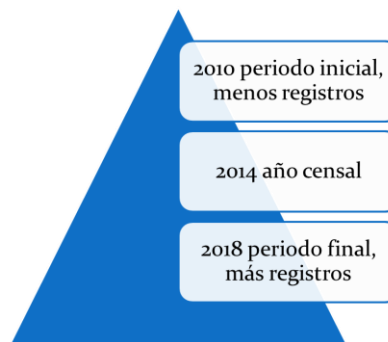 2010 periodo inicial,
menos registros
2014 año censal
2018 periodo final,
más registros